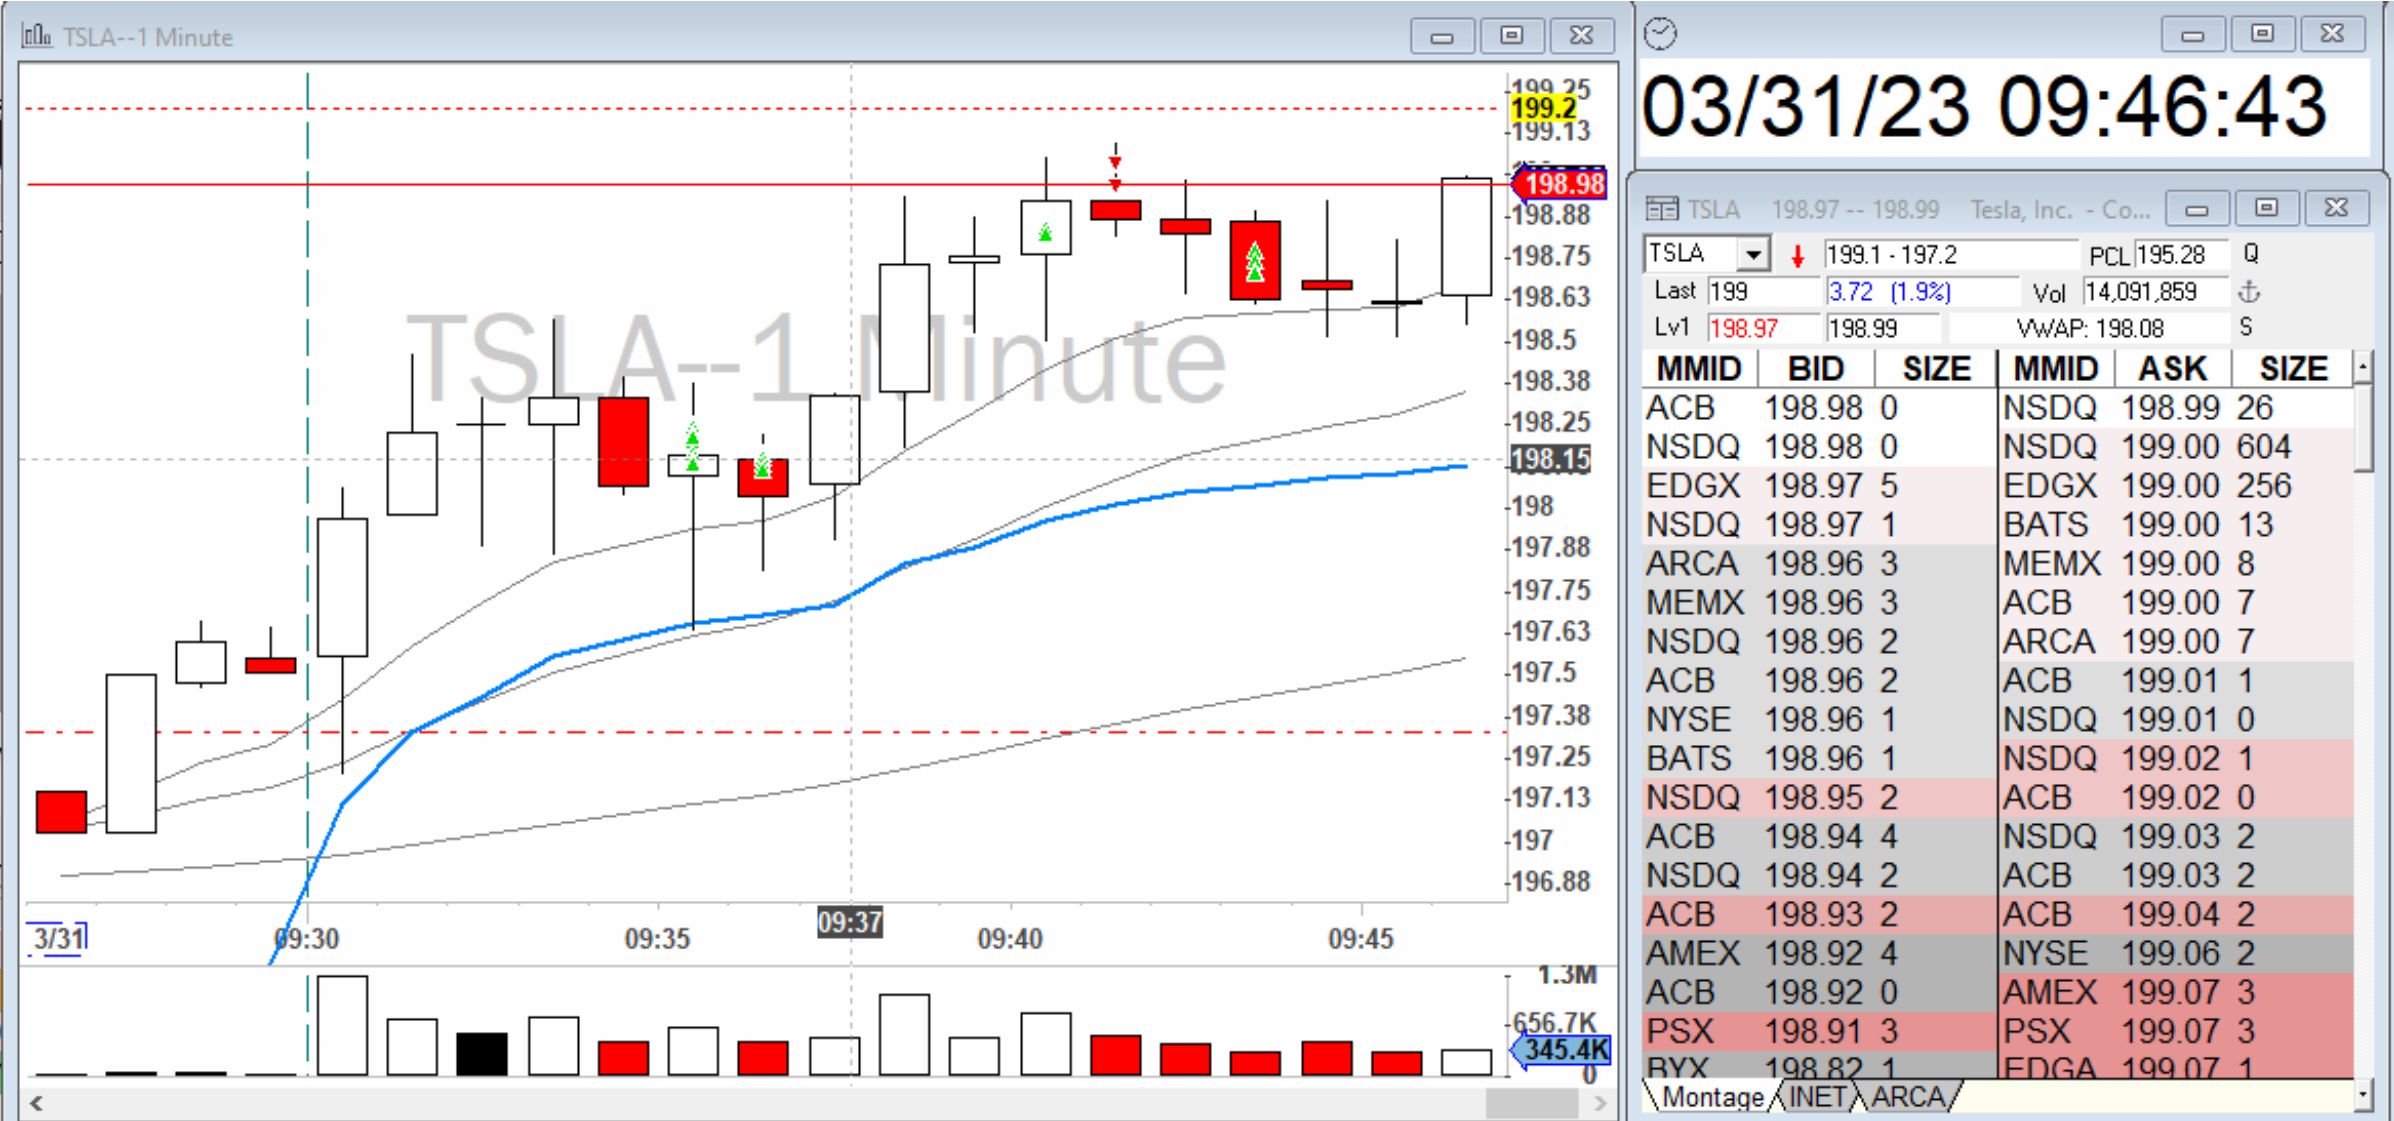 TSLA--1 Minute
TSLA--1 Minute
199.25
199.2
199.13
198.98
198.88
198.75
198.63
198.5
198.38
198.25
198.15
198
197.88
197.75
197.63
197.5
197.38
197.25
197.13
197
196.88
3/31 09:30 09:35 09:37 09:40 09:45
1.3M
656.7K
345.4K
0
03/31/23 09:46:43
TSLA 198.97 -- 198.99 Tesla, Inc. - Co...
TSLA 199.1 - 197.2 PCL 195.28 Q
Last 199 3.72 (1.9%) Vol 14,091,859
Lv1 198.97 198.99 VWAP: 198.08 S
MMID BID SIZE MMID ASK SIZE
ACB 198.98 0 NSDQ 198.99 26
NSDQ 198.98 0 NSDQ 199.00 604
EDGX 198.97 5 EDGX 199.00 256
NSDQ 198.97 1 BATS 199.00 13
ARCA 198.96 3 MEMX 199.00 8
MEMX 198.96 3 ACB 199.00 7
NSDQ 198.96 2 ARCA 199.00 7
ACB 198.96 2 ACB 199.01 1
NYSE 198.96 1 NSDQ 199.01 0
BATS 198.96 1 NSDQ 199.02 1
NSDQ 198.95 2 ACB 199.02 0
ACB 198.94 4 NSDQ 199.03 2
NSDQ 198.94 2 ACB 199.03 2
ACB 198.93 2 ACB 199.04 2
AMEX 198.92 4 NYSE 199.06 2
ACB 198.92 0 AMEX 199.07 3
PSX 198.91 3 PSX 199.07 3
BYX 198.82 1 EDGA 199.07 1
Montage INET ARCA